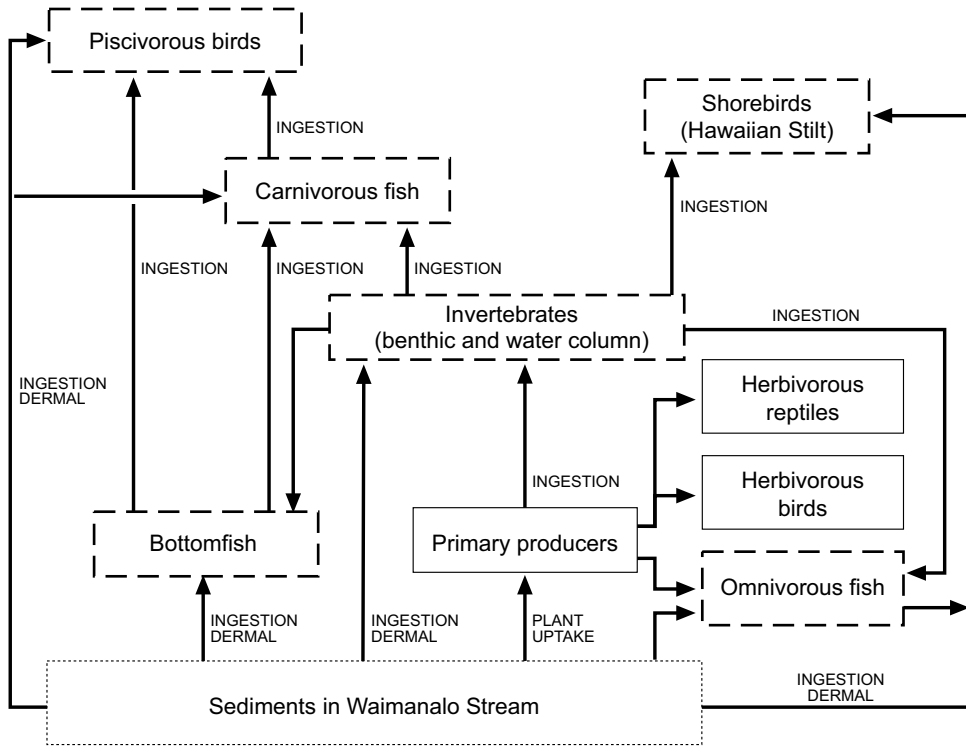 Piscivorous birds
Shorebirds
(Hawaiian Stilt)
INGESTION
Carnivorous fish
INGESTION
INGESTION
INGESTION
INGESTION
Invertebrates
(benthic and water column)
INGESTION
INGESTION
DERMAL
Herbivorous
reptiles
INGESTION
Herbivorous
birds
Bottomfish
Primary producers
Omnivorous fish
INGESTION
DERMAL
INGESTION
DERMAL
PLANT
UPTAKE
INGESTION
DERMAL
Sediments in Waimanalo Stream